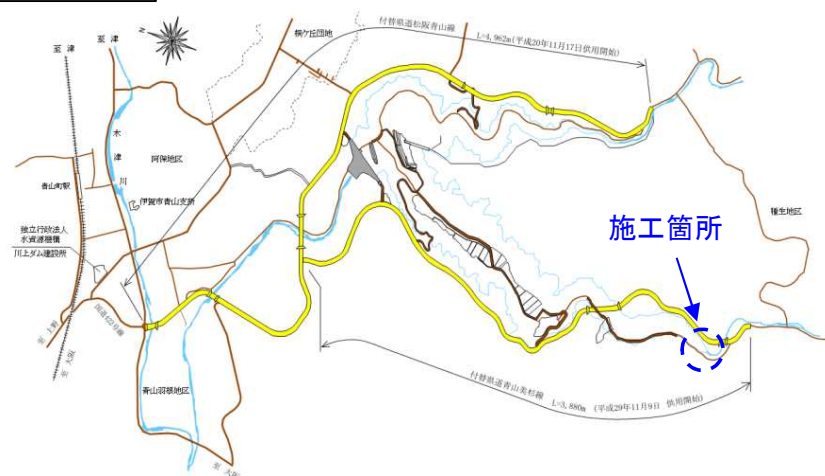 付替県道松阪青山線　L=4,962m(平成20年11月17日供用開始)
至 津
至 津
桐ケ丘団地
木津川
阿保地区
青山町駅
伊賀市青山支所
独立行政法人
水資源機構
川上ダム建設所
種生地区
施工箇所
国道422号線
至 上野
至 大阪
青山羽根地区
付替県道青山美杉線　L=3,880m　(平成29年11月9日　供用開始)
至 大阪